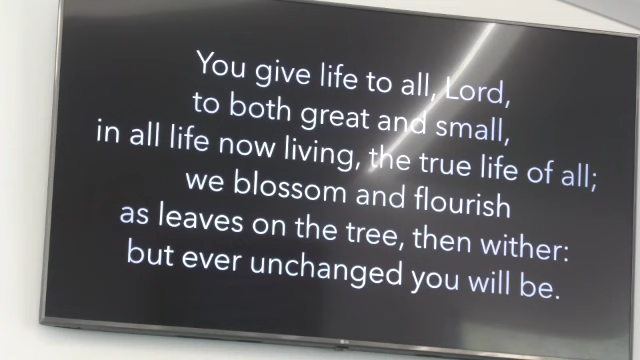 You give life to all, Lord,
to both great and small,
in all life now living, the true life of all;
we blossom and flourish
as leaves on the tree, then wither:
but ever unchanged you will be.
LG